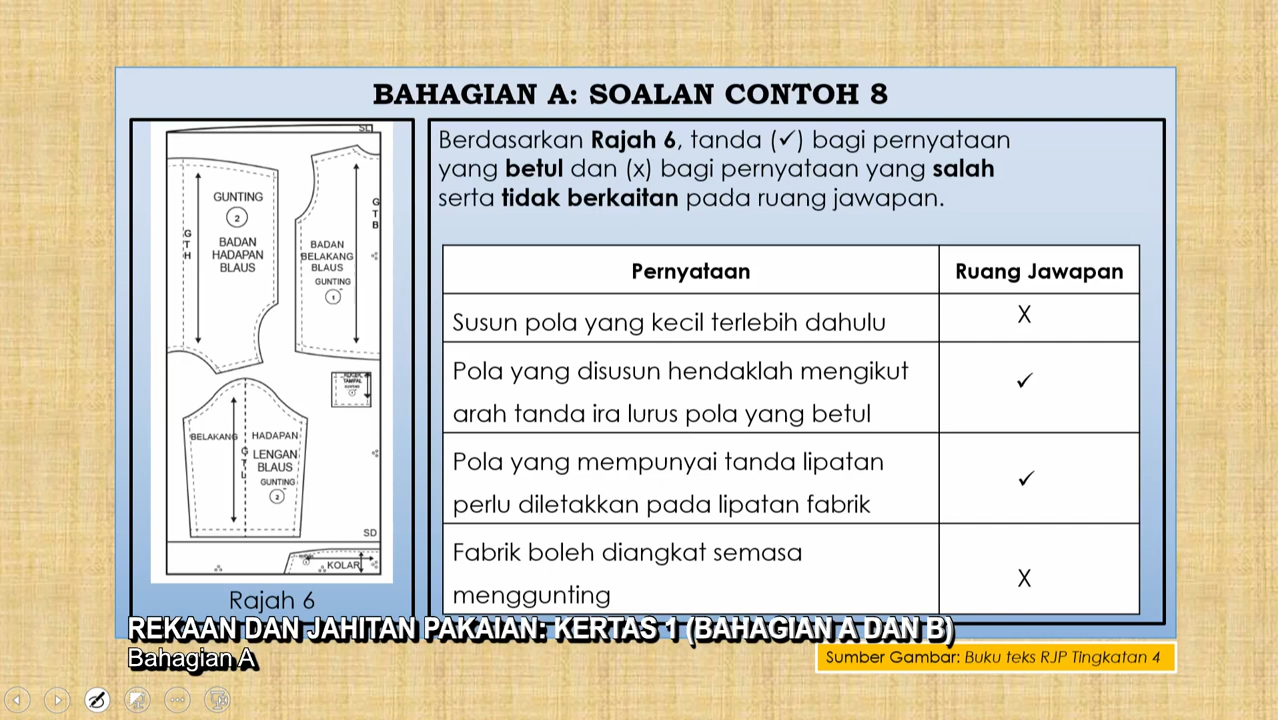 BAHAGIAN A: SOALAN CONTOH 8
SL
GUNTING
2
BADAN
HADAPAN
BLAUS
G
T
H
BADAN
BELAKANG
BLAUS
GUNTING
1
G
T
B
TAMPAL
BELAKANG
HADAPAN
G
T
L
LENGAN
BLAUS
GUNTING
2
SD
KOLAR
Rajah 6
Berdasarkan Rajah 6, tanda (✓) bagi pernyataan
yang betul dan (x) bagi pernyataan yang salah
serta tidak berkaitan pada ruang jawapan.
Pernyataan Ruang Jawapan
Susun pola yang kecil terlebih dahulu X
Pola yang disusun hendaklah mengikut
arah tanda ira lurus pola yang betul ✓
Pola yang mempunyai tanda lipatan
perlu diletakkan pada lipatan fabrik ✓
Fabrik boleh diangkat semasa
menggunting X
REKAAN DAN JAHITAN PAKAIAN: KERTAS 1 (BAHAGIAN A DAN B)
Bahagian A
Sumber Gambar: Buku teks RJP Tingkatan 4